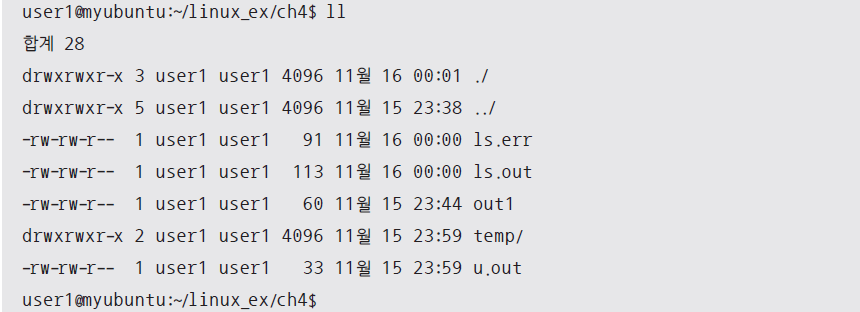 user1@myubuntu:~/linux_ex/ch4$ ll
합계 28
drwxrwxr-x 3 user1 user1 4096 11월 16 00:01 ./
drwxrwxr-x 5 user1 user1 4096 11월 15 23:38 ../
-rw-rw-r-- 1 user1 user1 91 11월 16 00:00 ls.err
-rw-rw-r-- 1 user1 user1 113 11월 16 00:00 ls.out
-rw-rw-r-- 1 user1 user1 60 11월 15 23:44 out1
drwxrwxr-x 2 user1 user1 4096 11월 15 23:59 temp/
-rw-rw-r-- 1 user1 user1 33 11월 15 23:59 u.out
user1@myubuntu:~/linux_ex/ch4$